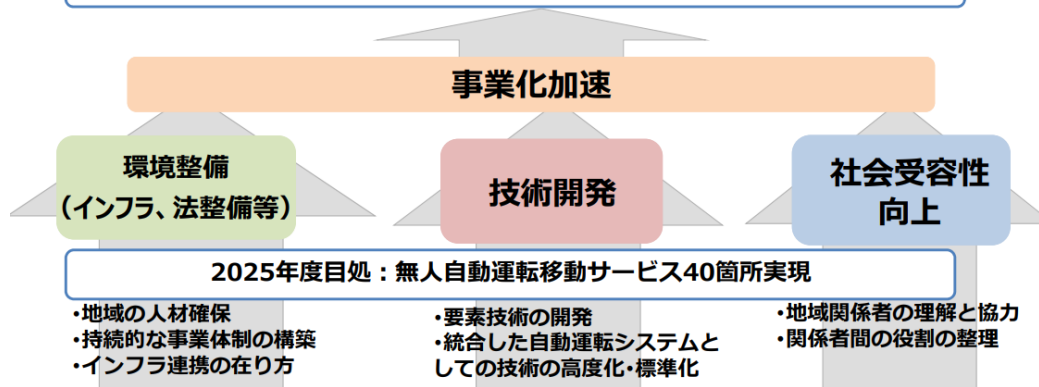 事業化加速
環境整備
（インフラ、法整備等）
技術開発
社会受容性
向上
2025年度目処：無人自動運転移動サービス40箇所実現
・地域の人材確保
・持続的な事業体制の構築
・インフラ連携の在り方
・要素技術の開発
・統合した自動運転システムと
しての技術の高度化・標準化
・地域関係者の理解と協力
・関係者間の役割の整理